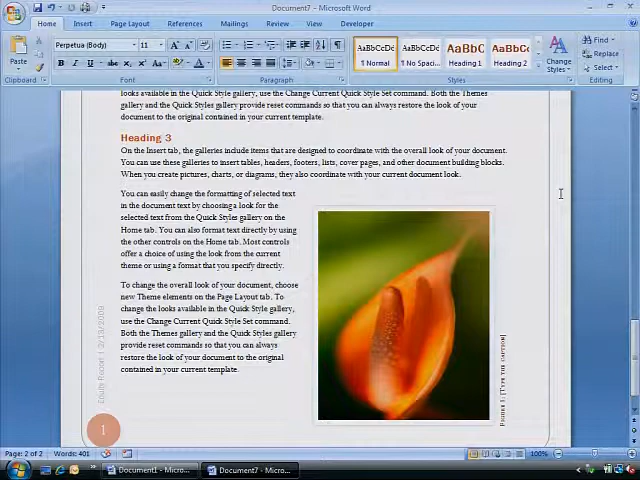 Document7 - Microsoft Word
Home Insert Page Layout References Mailings Review View Developer
Paste
Clipboard
Perpetua (Body) 11
B I U
Font
Paragraph
AaBbCcDd AaBbCcDd AaBbC AaBbCc
¶ Normal ¶ No Spaci... Heading 1 Heading 2
Change Styles
Styles
Find
Replace
Select
Editing
looks available in the Quick Style gallery, use the Change Current Quick Style Set command. Both the Themes
gallery and the Quick Styles gallery provide reset commands so that you can always restore the look of your
document to the original contained in your current template.
Heading 3
On the Insert tab, the galleries include items that are designed to coordinate with the overall look of your document.
You can use these galleries to insert tables, headers, footers, lists, cover pages, and other document building blocks.
When you create pictures, charts, or diagrams, they also coordinate with your current document look.
You can easily change the formatting of selected text
in the document text by choosing a look for the
selected text from the Quick Styles gallery on the
Home tab. You can also format text directly by using
the other controls on the Home tab. Most controls
offer a choice of using the look from the current
theme or using a format that you specify directly.
To change the overall look of your document, choose
new Theme elements on the Page Layout tab. To
change the looks available in the Quick Style gallery,
use the Change Current Quick Style Set command.
Both the Themes gallery and the Quick Styles gallery
provide reset commands so that you can always
restore the look of your document to the original
contained in your current template.
Figure 1. [Type the caption]
Equity Report | 2/13/2009
1
Page: 2 of 2 Words: 401
100%
Start
Document1 - Micro...
Document7 - Micro...